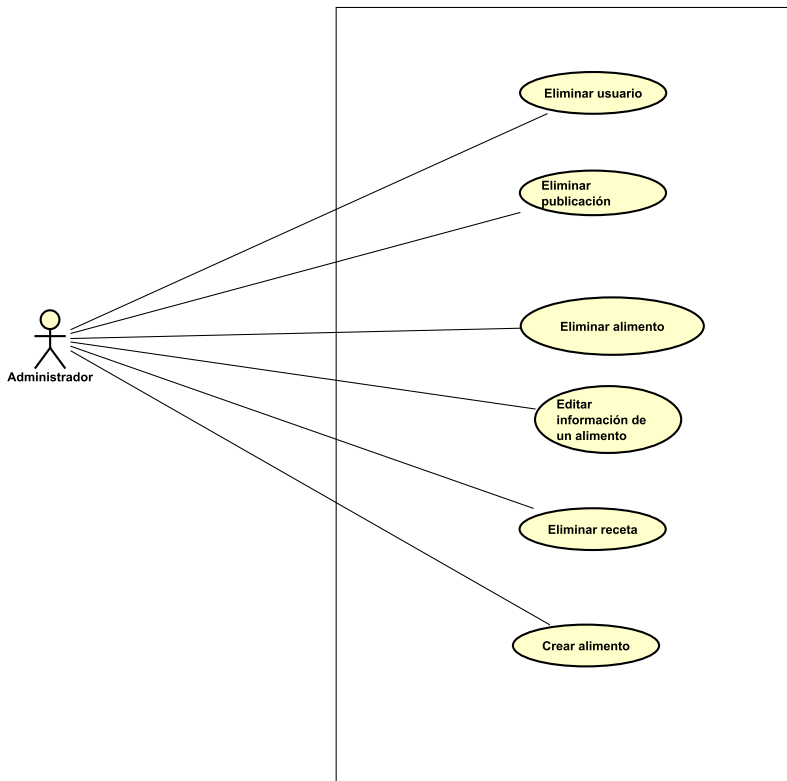 Eliminar usuario
Eliminar
publicación
Eliminar alimento
Administrador
Editar
información de
un alimento
Eliminar receta
Crear alimento